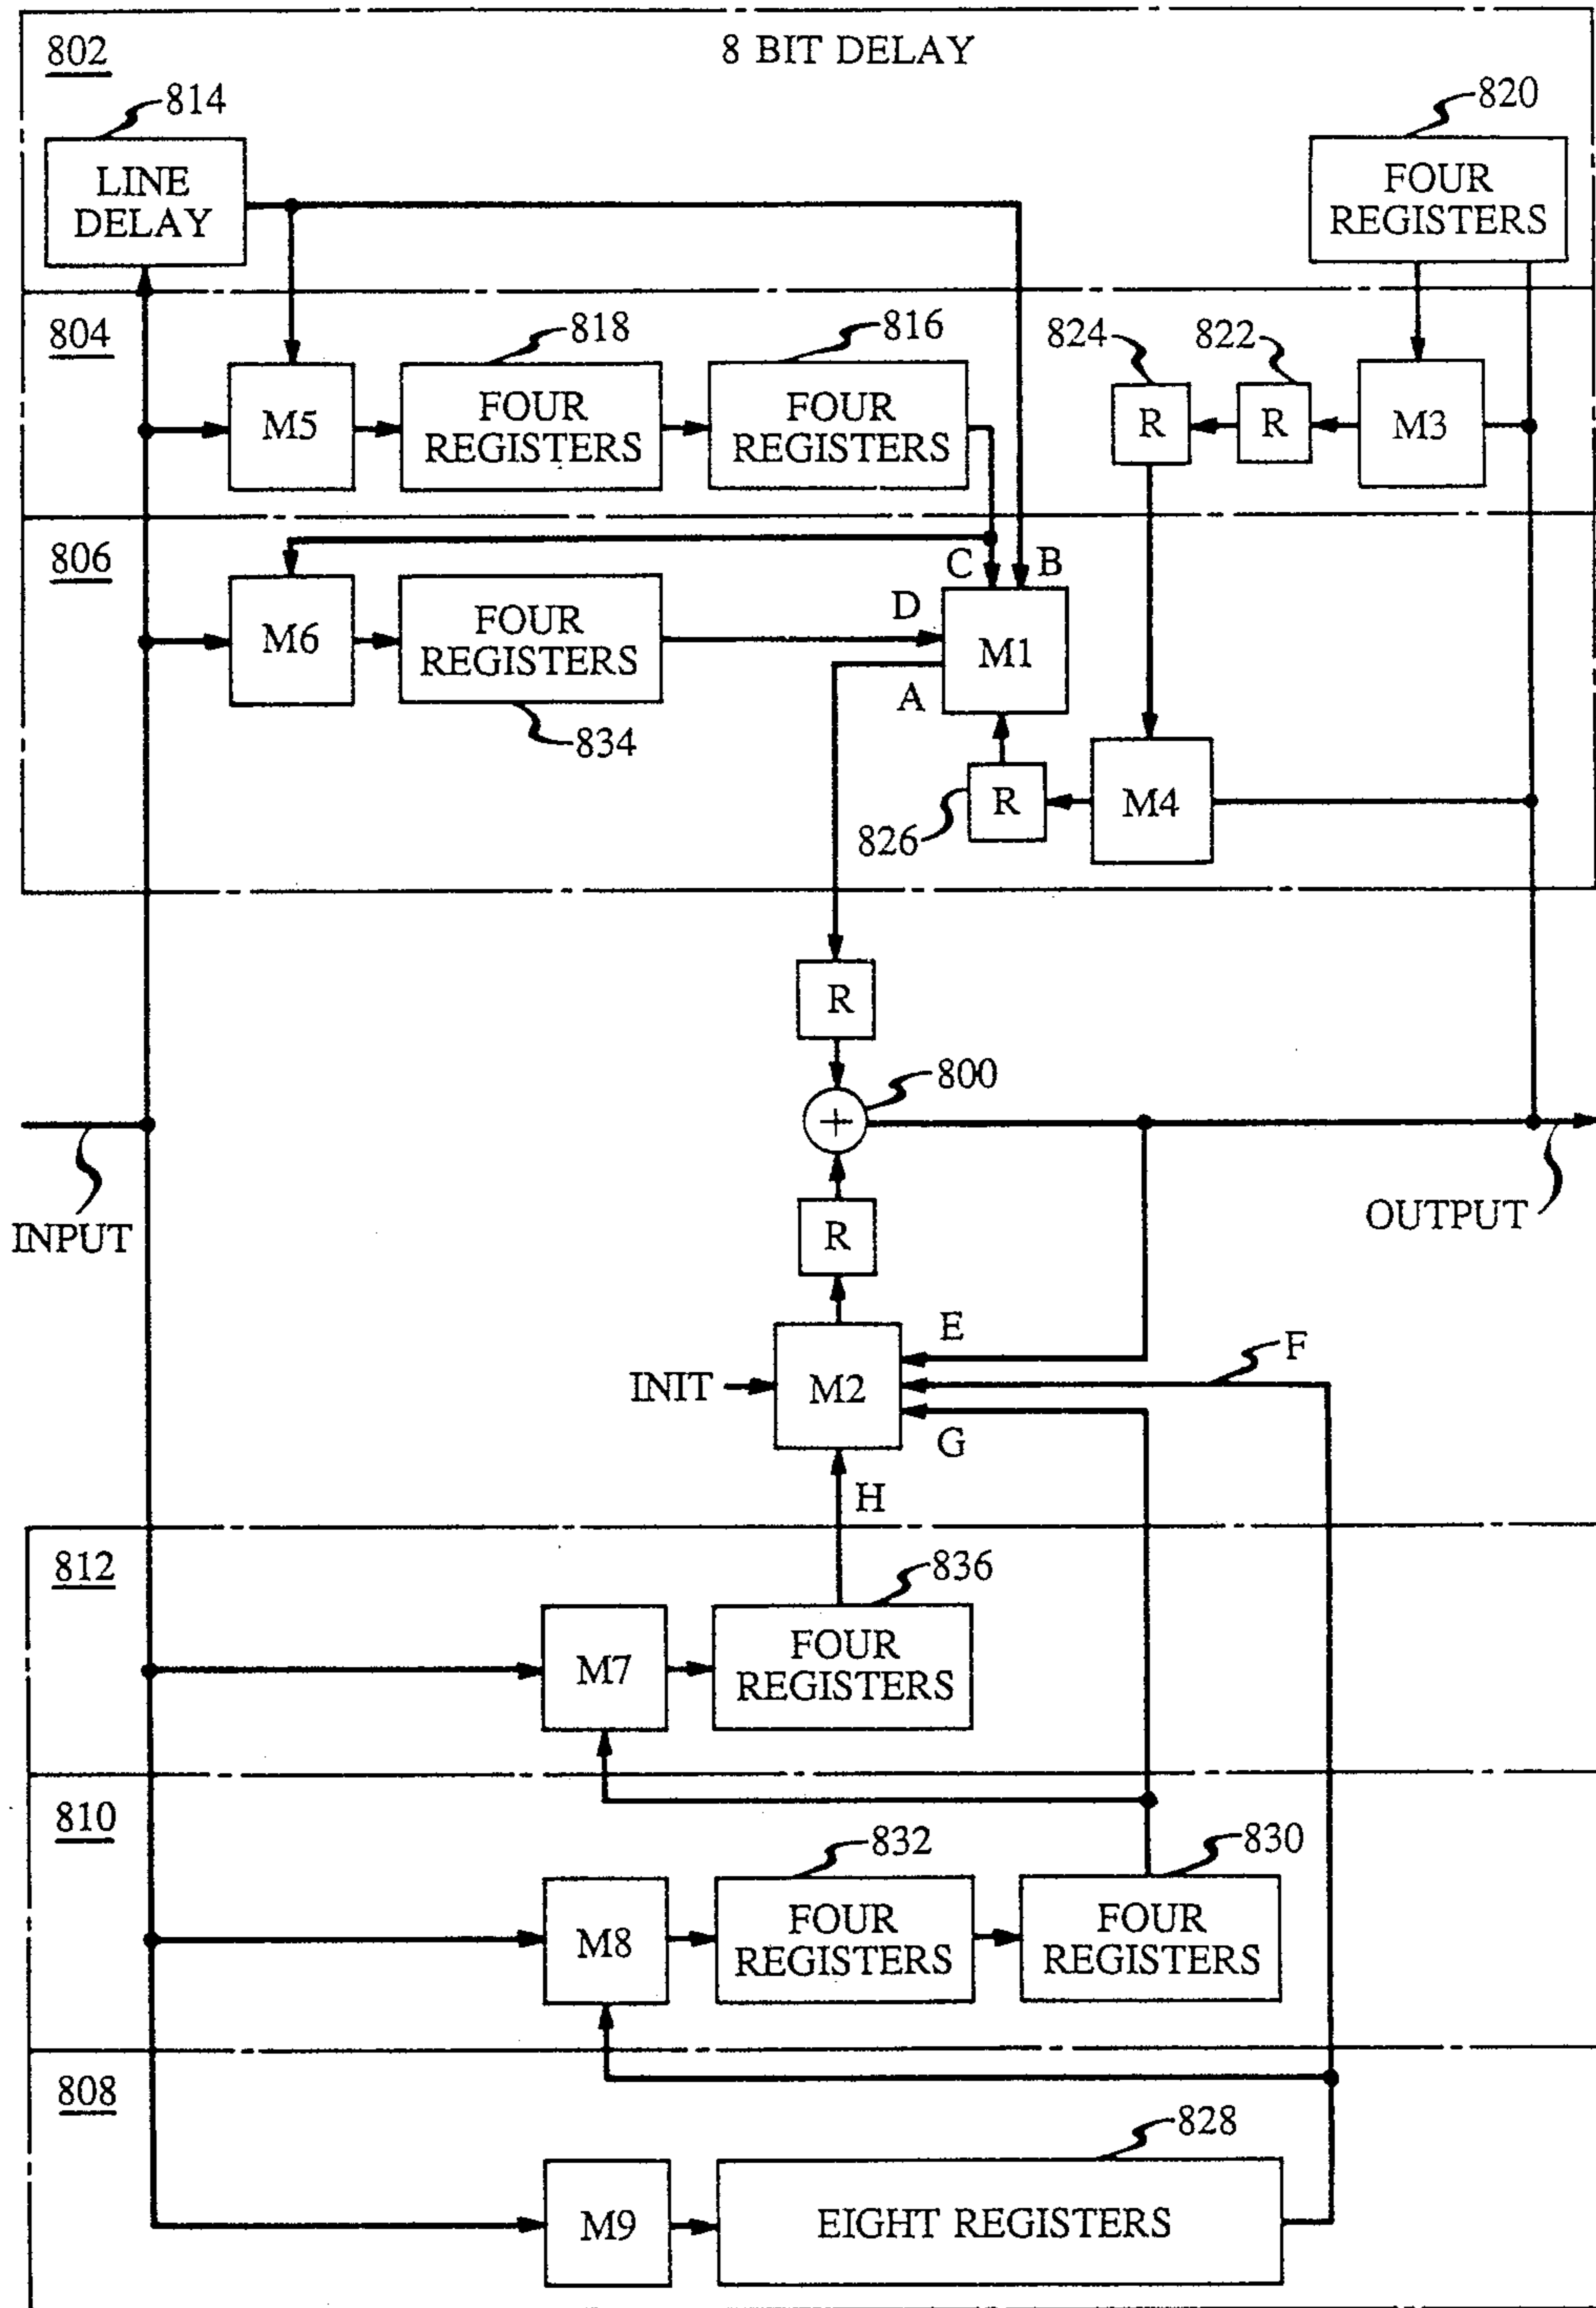 802
8 BIT DELAY
814
820
LINE
DELAY
FOUR
REGISTERS
804
818
816
824
822
M5
FOUR
REGISTERS
FOUR
REGISTERS
R
R
M3
806
C
B
D
M6
FOUR
REGISTERS
M1
A
834
R
M4
826
R
800
+
INPUT
OUTPUT
R
E
F
INIT
M2
G
H
812
836
M7
FOUR
REGISTERS
810
832
830
M8
FOUR
REGISTERS
FOUR
REGISTERS
808
828
M9
EIGHT REGISTERS